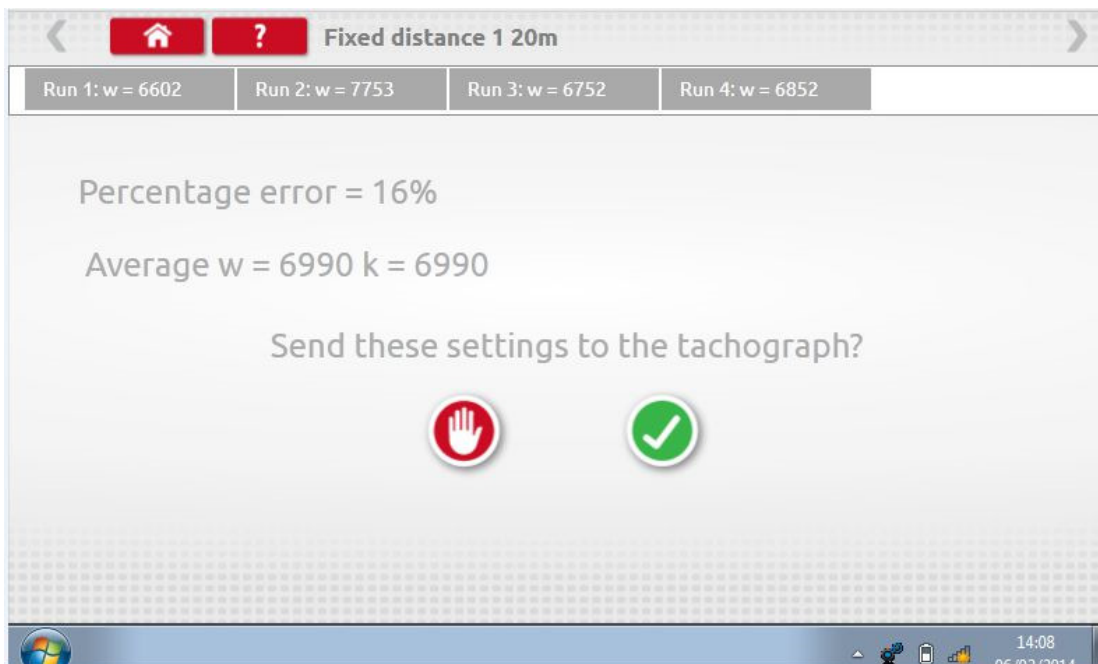 ? Fixed distance 1 20m
Run 1: w = 6602 Run 2: w = 7753 Run 3: w = 6752 Run 4: w = 6852
Percentage error = 16%
Average w = 6990 k = 6990
Send these settings to the tachograph?
14:08